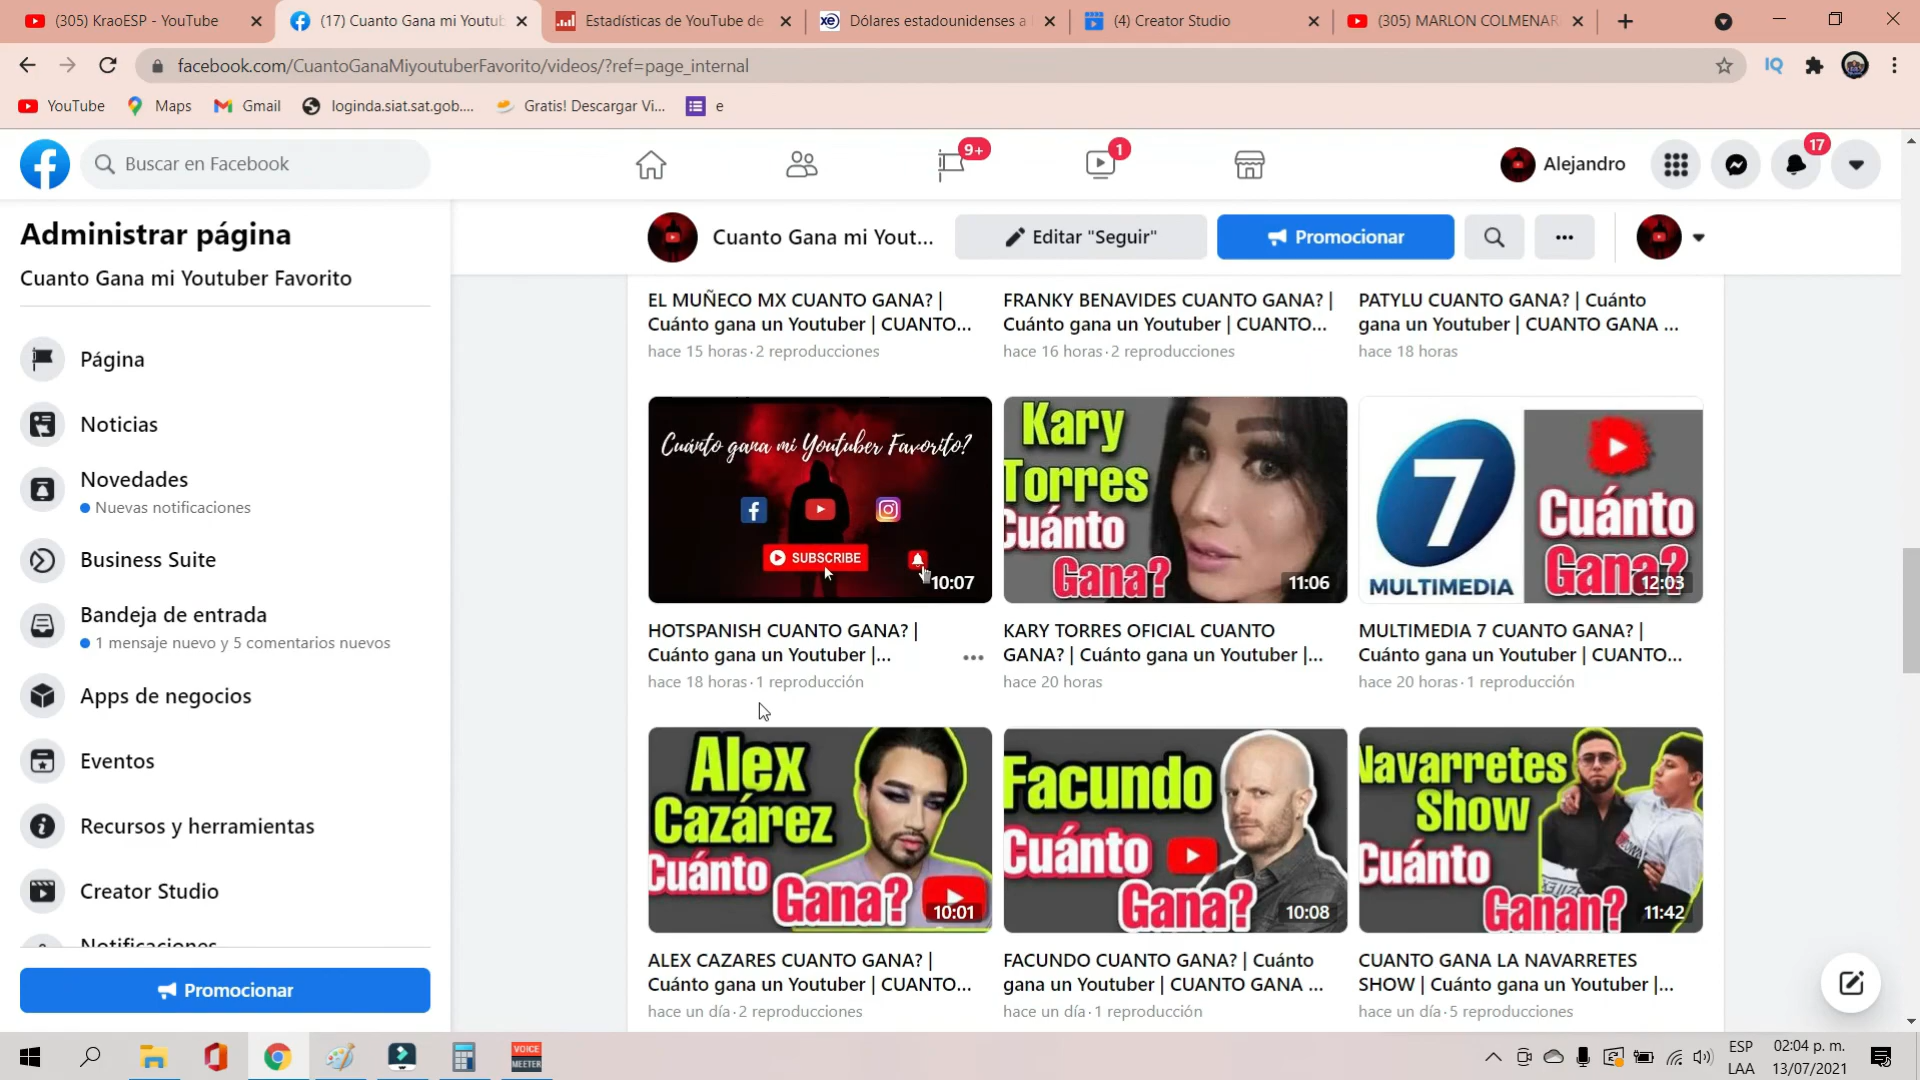 (305) KraoESP - YouTube
(17) Cuanto Gana mi Youtub
Estadísticas de YouTube de
Dólares estadounidenses a
(4) Creator Studio
(305) MARLON COLMENAR
facebook.com/CuantoGanaMiyoutuberFavorito/videos/?ref=page_internal
YouTube
Maps
Gmail
loginda.siat.sat.gob....
Gratis! Descargar Vi...
e
Buscar en Facebook
9+
1
Alejandro
17
Administrar página
Cuanto Gana mi Youtuber Favorito
Página
Noticias
Novedades
Nuevas notificaciones
Business Suite
Bandeja de entrada
1 mensaje nuevo y 5 comentarios nuevos
Apps de negocios
Eventos
Recursos y herramientas
Creator Studio
Notificaciones
Promocionar
Cuanto Gana mi Yout...
Editar "Seguir"
Promocionar
EL MUÑECO MX CUANTO GANA? |
Cuánto gana un Youtuber | CUANTO...
hace 15 horas · 2 reproducciones
FRANKY BENAVIDES CUANTO GANA? |
Cuánto gana un Youtuber | CUANTO...
hace 16 horas · 2 reproducciones
PATYLU CUANTO GANA? | Cuánto
gana un Youtuber | CUANTO GANA ...
hace 18 horas
Cuánto gana mi Youtuber Favorito?
SUBSCRIBE
10:07
HOTSPANISH CUANTO GANA? |
Cuánto gana un Youtuber |...
hace 18 horas · 1 reproducción
Kary
Torres
Cuánto
Gana?
11:06
KARY TORRES OFICIAL CUANTO
GANA? | Cuánto gana un Youtuber |...
hace 20 horas
7
MULTIMEDIA
Cuánto
Gana?
12:03
MULTIMEDIA 7 CUANTO GANA? |
Cuánto gana un Youtuber | CUANTO...
hace 20 horas · 1 reproducción
Alex
Cazárez
Cuánto
Gana?
10:01
ALEX CAZARES CUANTO GANA? |
Cuánto gana un Youtuber | CUANTO...
hace un día · 2 reproducciones
Facundo
Cuánto
Gana?
10:08
FACUNDO CUANTO GANA? | Cuánto
gana un Youtuber | CUANTO GANA ...
hace un día · 1 reproducción
Navarretes
Show
Cuánto
Ganan?
11:42
CUANTO GANA LA NAVARRETES
SHOW | Cuánto gana un Youtuber |...
hace un día · 5 reproducciones
VOICE
MEETER
ESP
LAA
02:04 p. m.
13/07/2021